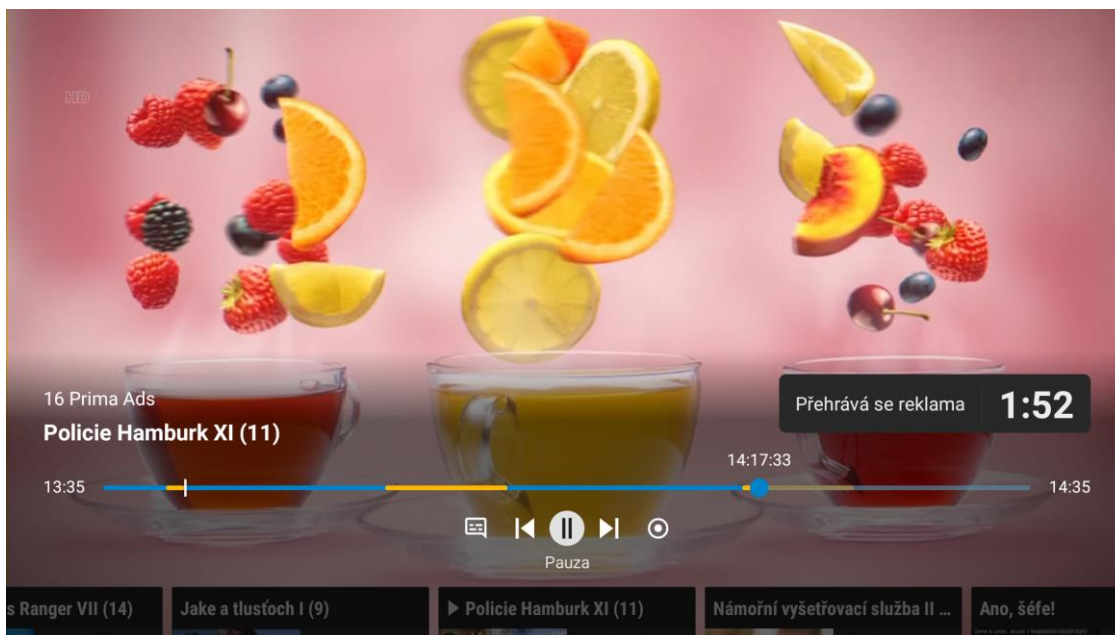 HD
16 Prima Ads
Policie Hamburk XI (11)
Přehrává se reklama 1:52
14:17:33
13:35
14:35
Pauza
s Ranger VII (14)
Jake a tlusťoch I (9)
Policie Hamburk XI (11)
Námořní vyšetřovací služba II ...
Ano, šéfe!